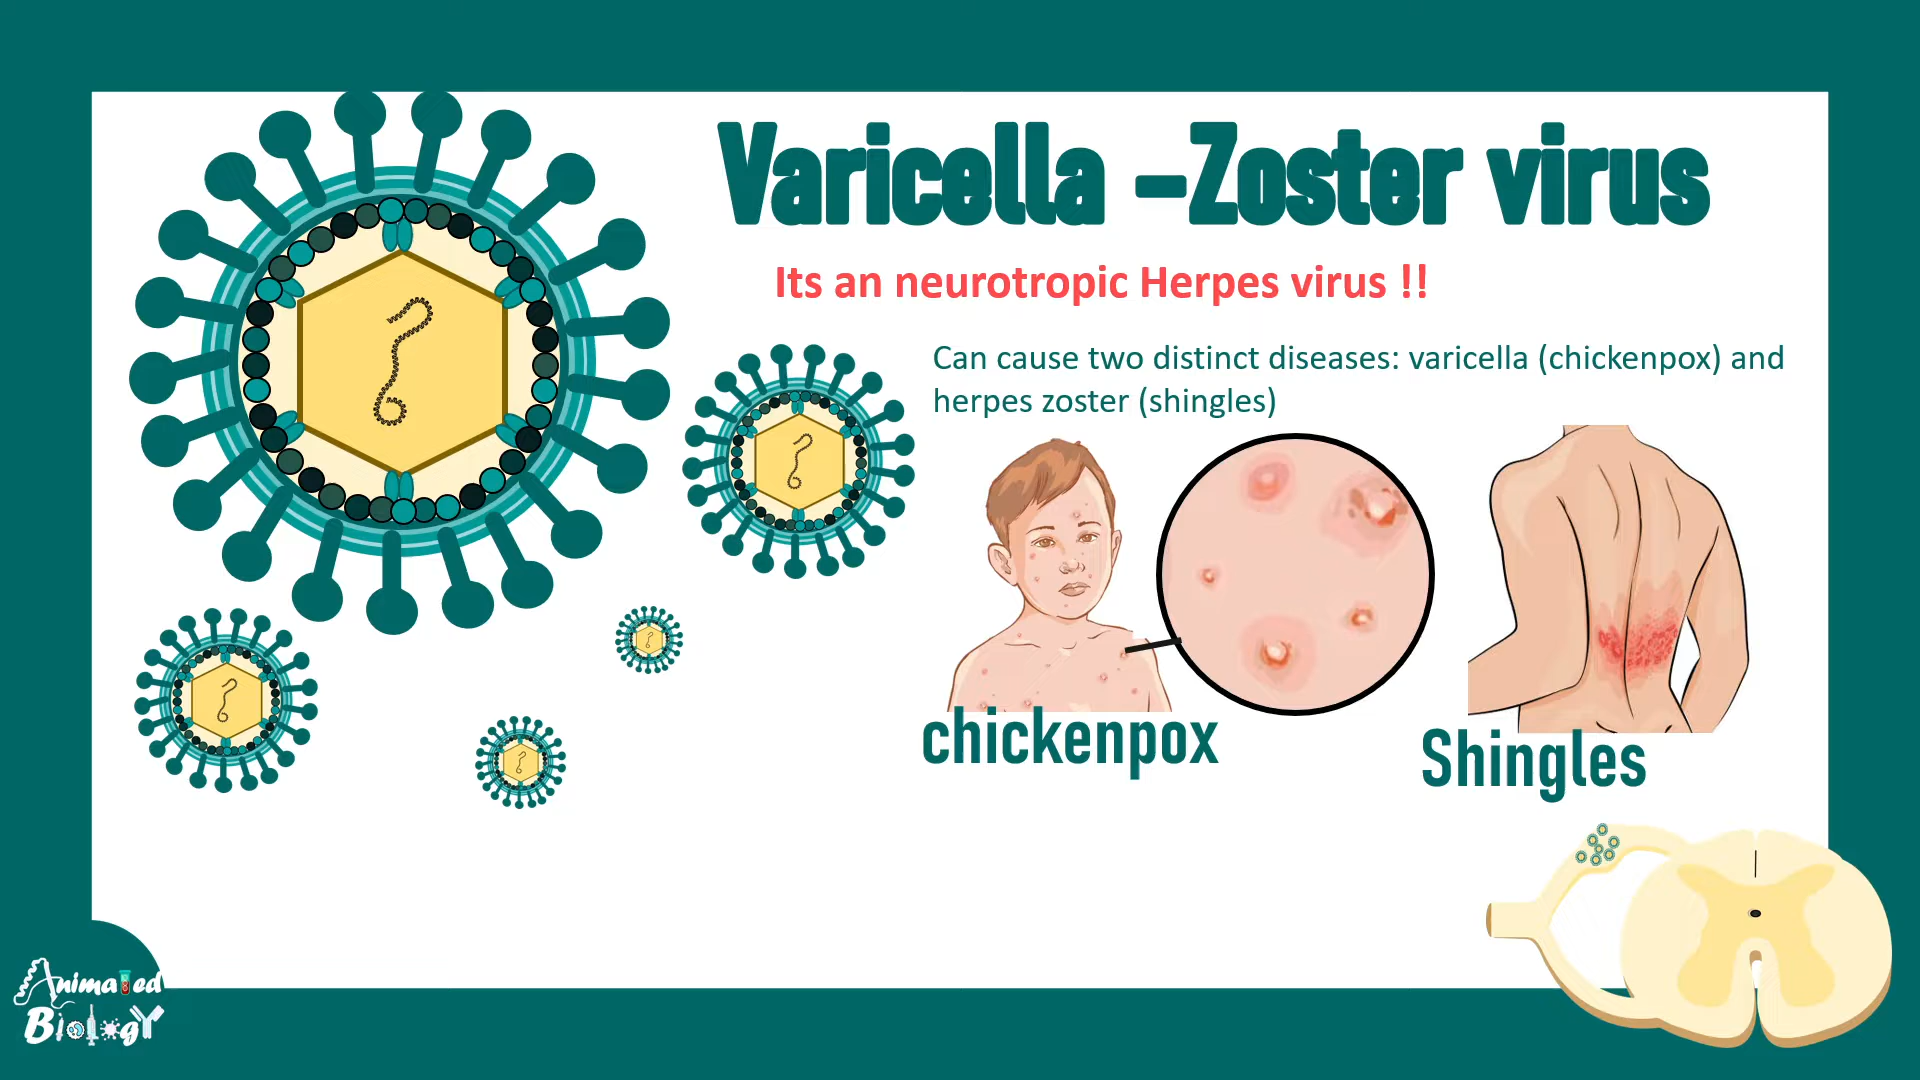 Varicella –Zoster virus
Its an neurotropic Herpes virus !!
Can cause two distinct diseases: varicella (chickenpox) and
herpes zoster (shingles)
chickenpox
Shingles
Animated
Biology